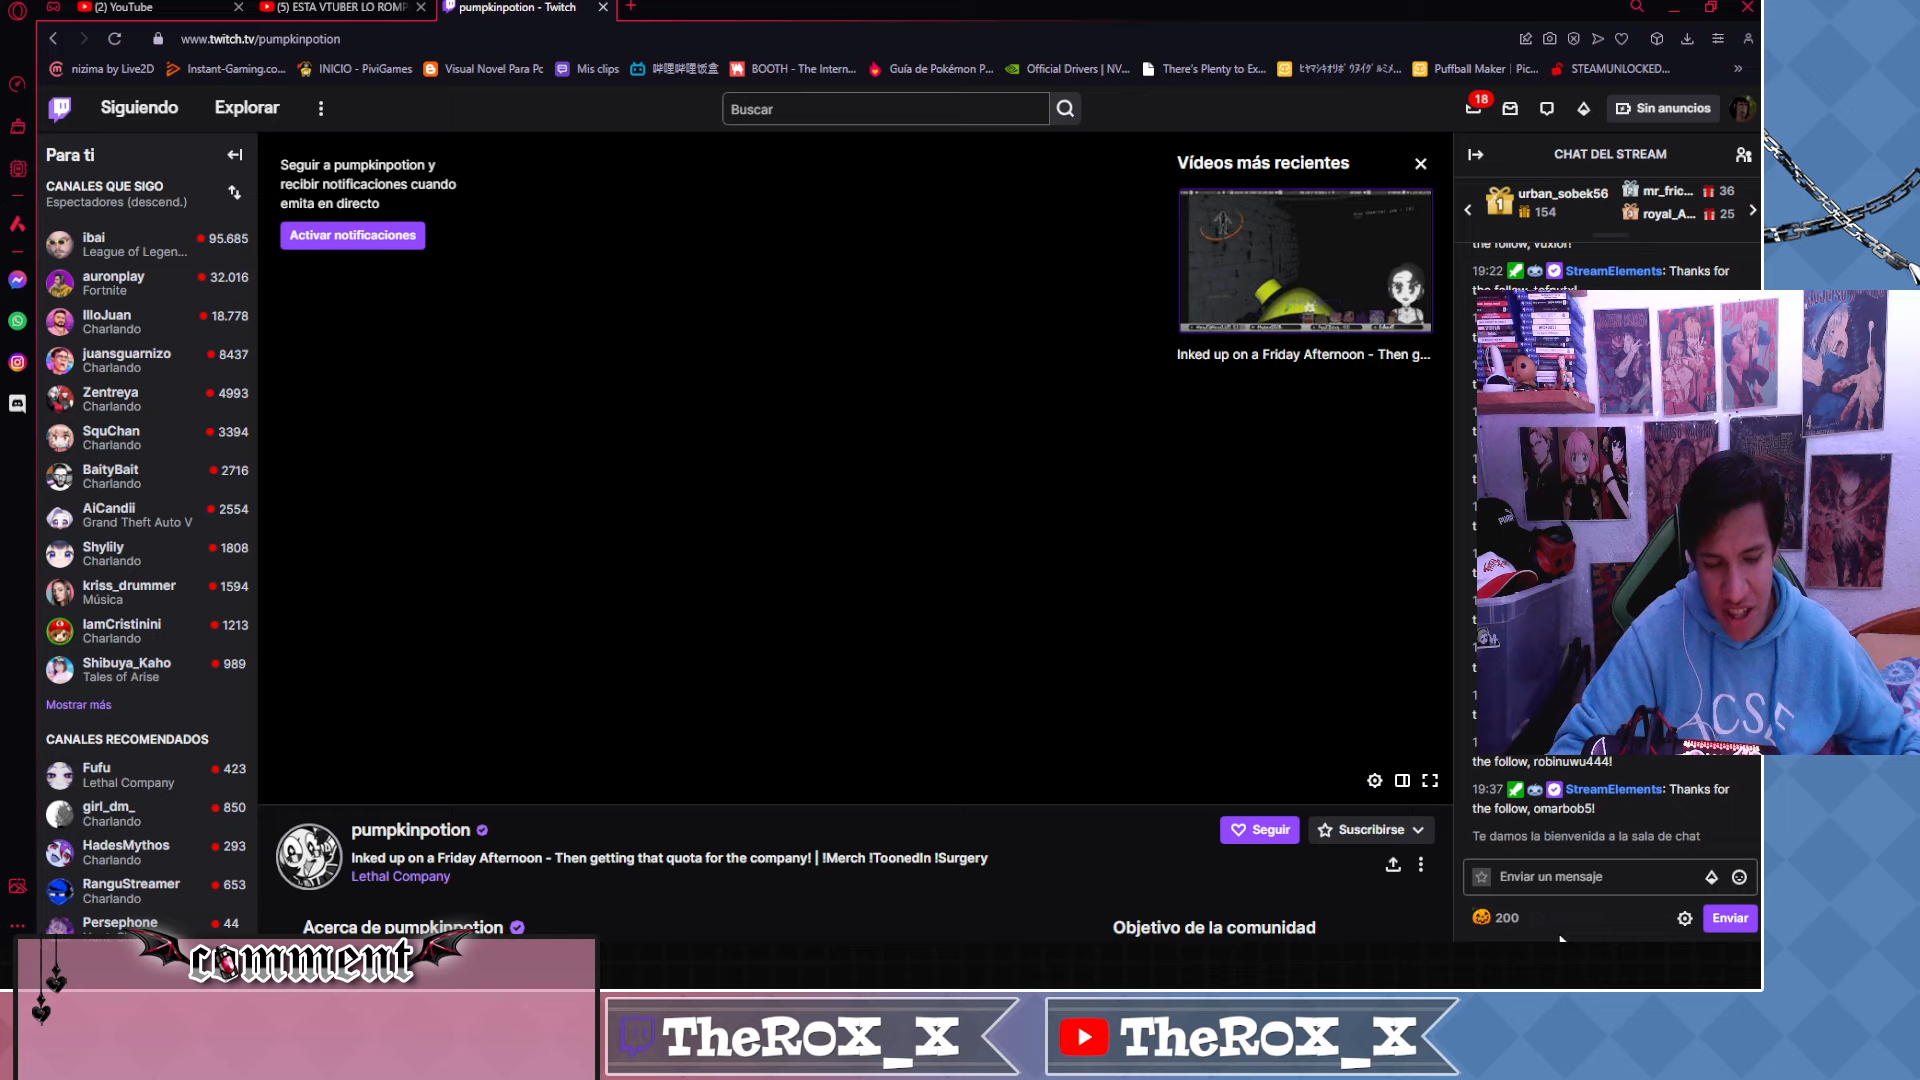 (2) YouTube
(5) ESTA VTUBER LO ROMP
pumpkinpotion - Twitch
www.twitch.tv/pumpkinpotion
nizima by Live2D
Instant-Gaming.co...
INICIO - PiviGames
Visual Novel Para Pc
Mis clips
哔哩哔哩饭盒
BOOTH - The Intern...
Guía de Pokémon P...
Official Drivers | NV...
There's Plenty to Ex...
Puffball Maker | Pic...
STEAMUNLOCKED...
»
Siguiendo
Explorar
Buscar
18
Sin anuncios
Para ti
CANALES QUE SIGO
Espectadores (descend.)
ibai
95.685
League of Legen...
auronplay
32.016
Fortnite
IlloJuan
18.778
Charlando
juansguarnizo
8437
Charlando
Zentreya
4993
Charlando
SquChan
3394
Charlando
BaityBait
2716
Charlando
AiCandii
2554
Grand Theft Auto V
Shylily
1808
Charlando
kriss_drummer
1594
Música
IamCristinini
1213
Charlando
Shibuya_Kaho
989
Tales of Arise
Mostrar más
CANALES RECOMENDADOS
Fufu
423
Lethal Company
girl_dm_
850
Charlando
HadesMythos
293
Charlando
RanguStreamer
653
Charlando
Persephone
44
Seguir a pumpkinpotion y
recibir notificaciones cuando
emita en directo
Activar notificaciones
Vídeos más recientes
Inked up on a Friday Afternoon - Then g...
pumpkinpotion
Inked up on a Friday Afternoon - Then getting that quota for the company! | !Merch !ToonedIn !Surgery
Lethal Company
Seguir
Suscribirse
Acerca de pumpkinpotion
Objetivo de la comunidad
CHAT DEL STREAM
1
urban_sobek56
154
mr_fric...
36
royal_A...
25
the follow, vuxion!
19:22 StreamElements: Thanks for
the follow, robinuwu444!
19:37 StreamElements: Thanks for
the follow, omarbob5!
Te damos la bienvenida a la sala de chat
Enviar un mensaje
200
Enviar
comment
TheROX_X
TheROX_X